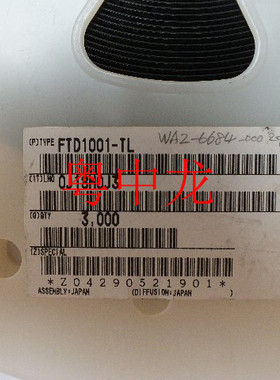 (P)TYPE FTD1001-TL
WA2-6684-000
(1T)LNO
粤中龙
(Q)QTY 3,000
(Z)SPECIAL
*Z04290521901*
ASSEMBLY:JAPAN (DIFFUSION:JAPAN )